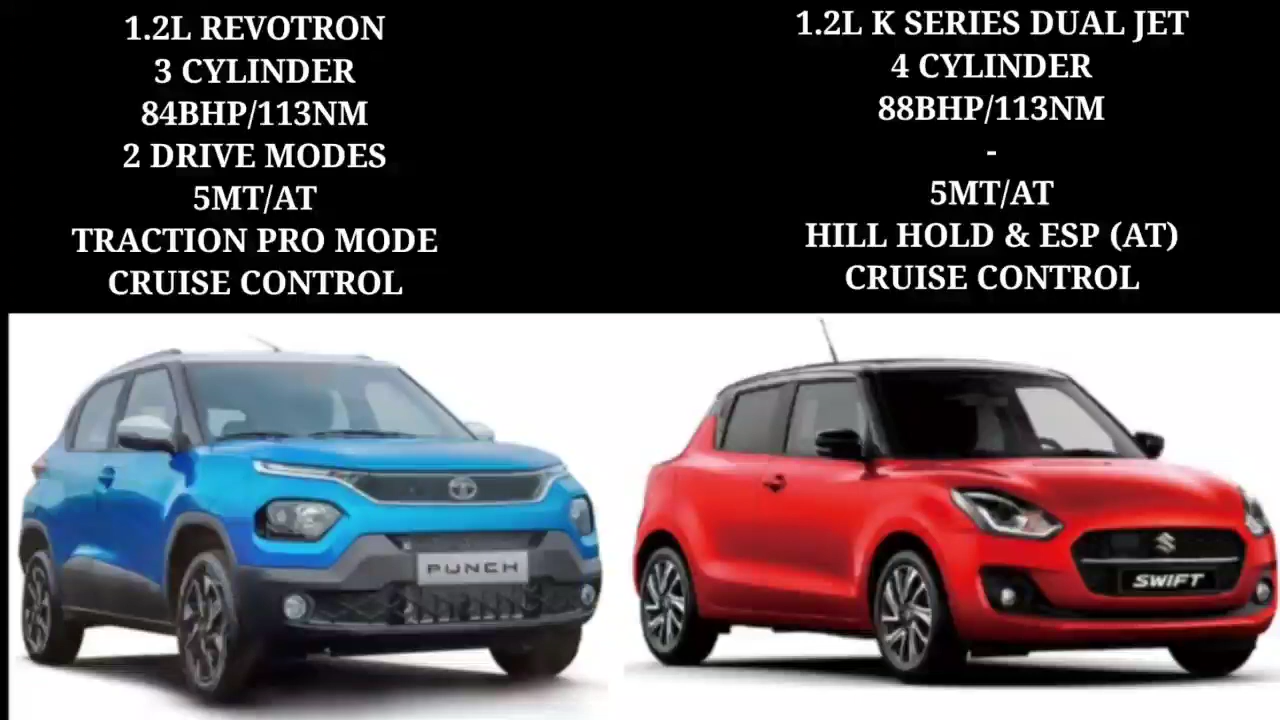 1.2L REVOTRON
3 CYLINDER
84BHP/113NM
2 DRIVE MODES
5MT/AT
TRACTION PRO MODE
CRUISE CONTROL
1.2L K SERIES DUAL JET
4 CYLINDER
88BHP/113NM
-
5MT/AT
HILL HOLD & ESP (AT)
CRUISE CONTROL
PUNCH
SWIFT